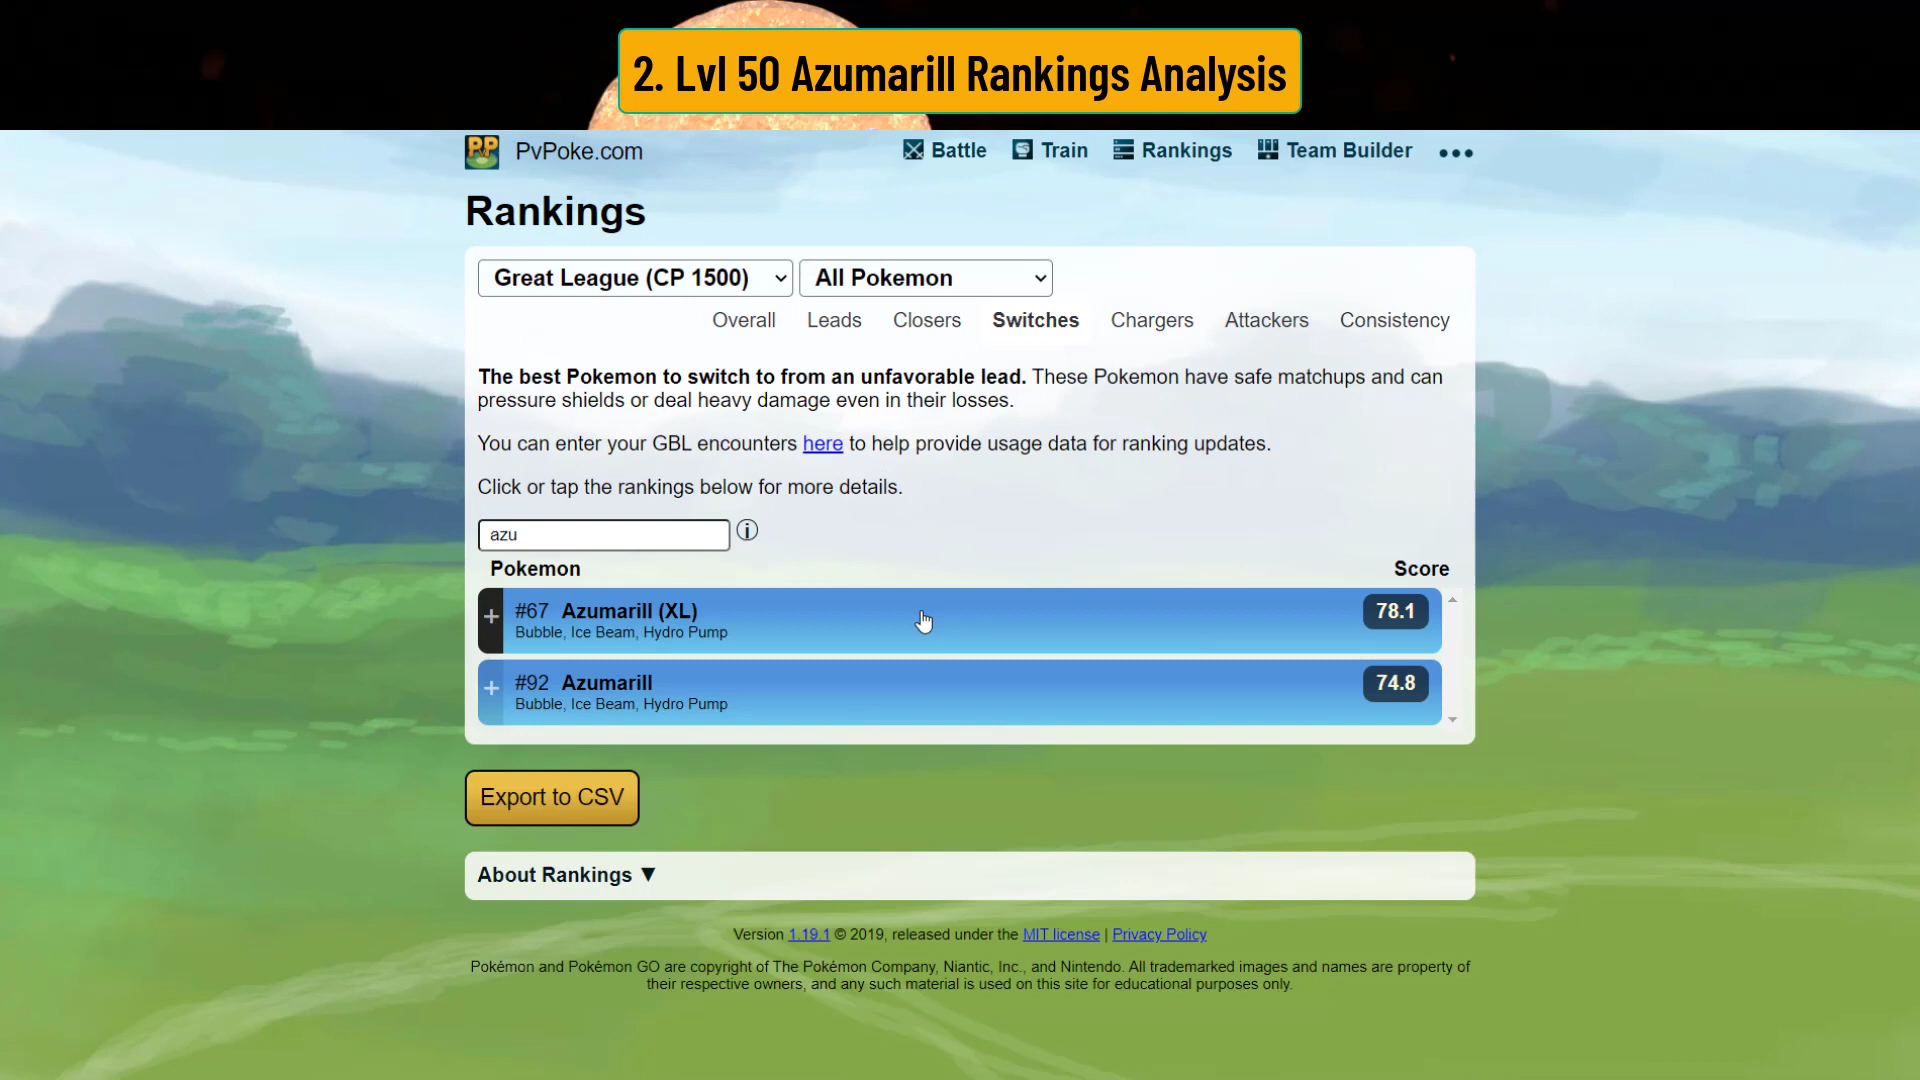 2. Lvl 50 Azumarill Rankings Analysis
PvPoke.com
Battle
Train
Rankings
Team Builder
Rankings
Great League (CP 1500)
All Pokemon
Overall
Leads
Closers
Switches
Chargers
Attackers
Consistency
The best Pokemon to switch to from an unfavorable lead. These Pokemon have safe matchups and can
pressure shields or deal heavy damage even in their losses.
You can enter your GBL encounters here to help provide usage data for ranking updates.
Click or tap the rankings below for more details.
azu
Pokemon
Score
+ #67 Azumarill (XL)
78.1
Bubble, Ice Beam, Hydro Pump
+ #92 Azumarill
74.8
Bubble, Ice Beam, Hydro Pump
Export to CSV
About Rankings ▼
Version 1.19.1 © 2019, released under the MIT license | Privacy Policy
Pokémon and Pokémon GO are copyright of The Pokémon Company, Niantic, Inc., and Nintendo. All trademarked images and names are property of
their respective owners, and any such material is used on this site for educational purposes only.